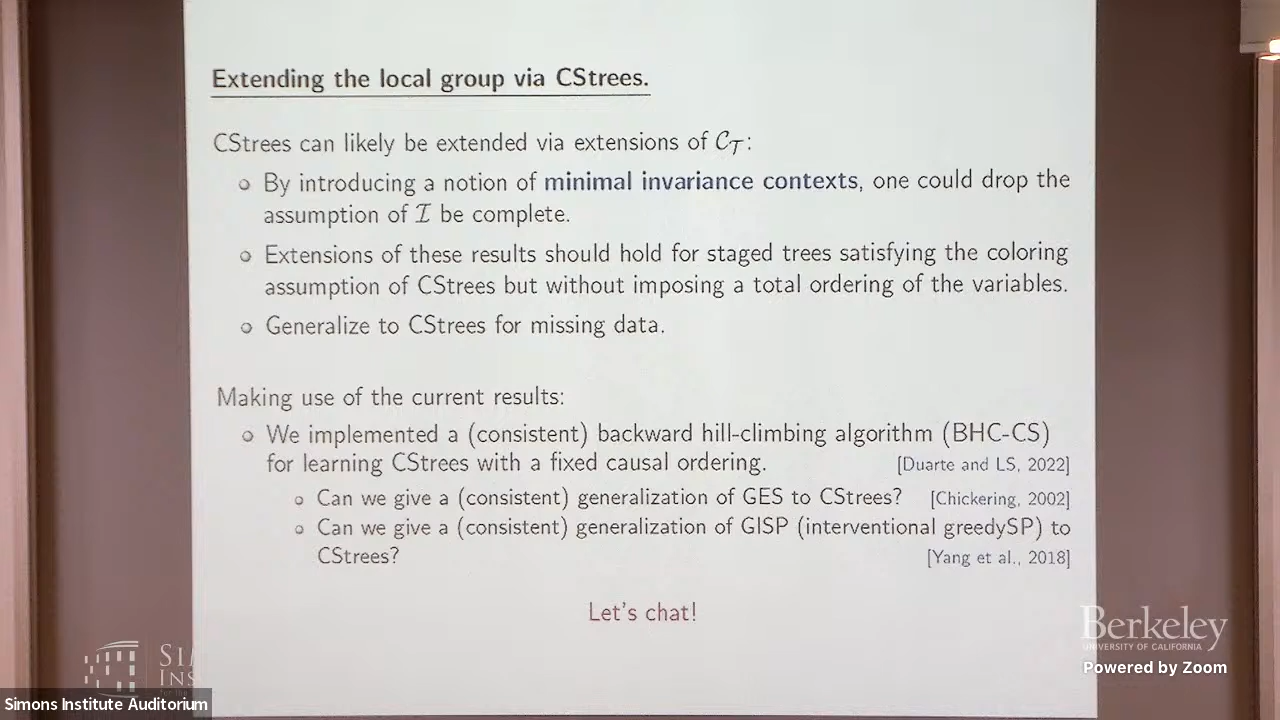 Extending the local group via CStrees.
CStrees can likely be extended via extensions of 𝒞_𝒯:
By introducing a notion of minimal invariance contexts, one could drop the
assumption of ℐ be complete.
Extensions of these results should hold for staged trees satisfying the coloring
assumption of CStrees but without imposing a total ordering of the variables.
Generalize to CStrees for missing data.
Making use of the current results:
We implemented a (consistent) backward hill-climbing algorithm (BHC-CS)
for learning CStrees with a fixed causal ordering. [Duarte and LS, 2022]
Can we give a (consistent) generalization of GES to CStrees? [Chickering, 2002]
Can we give a (consistent) generalization of GISP (interventional greedySP) to
CStrees? [Yang et al., 2018]
Let's chat!
Berkeley
UNIVERSITY OF CALIFORNIA
Powered by Zoom
Simons Institute Auditorium